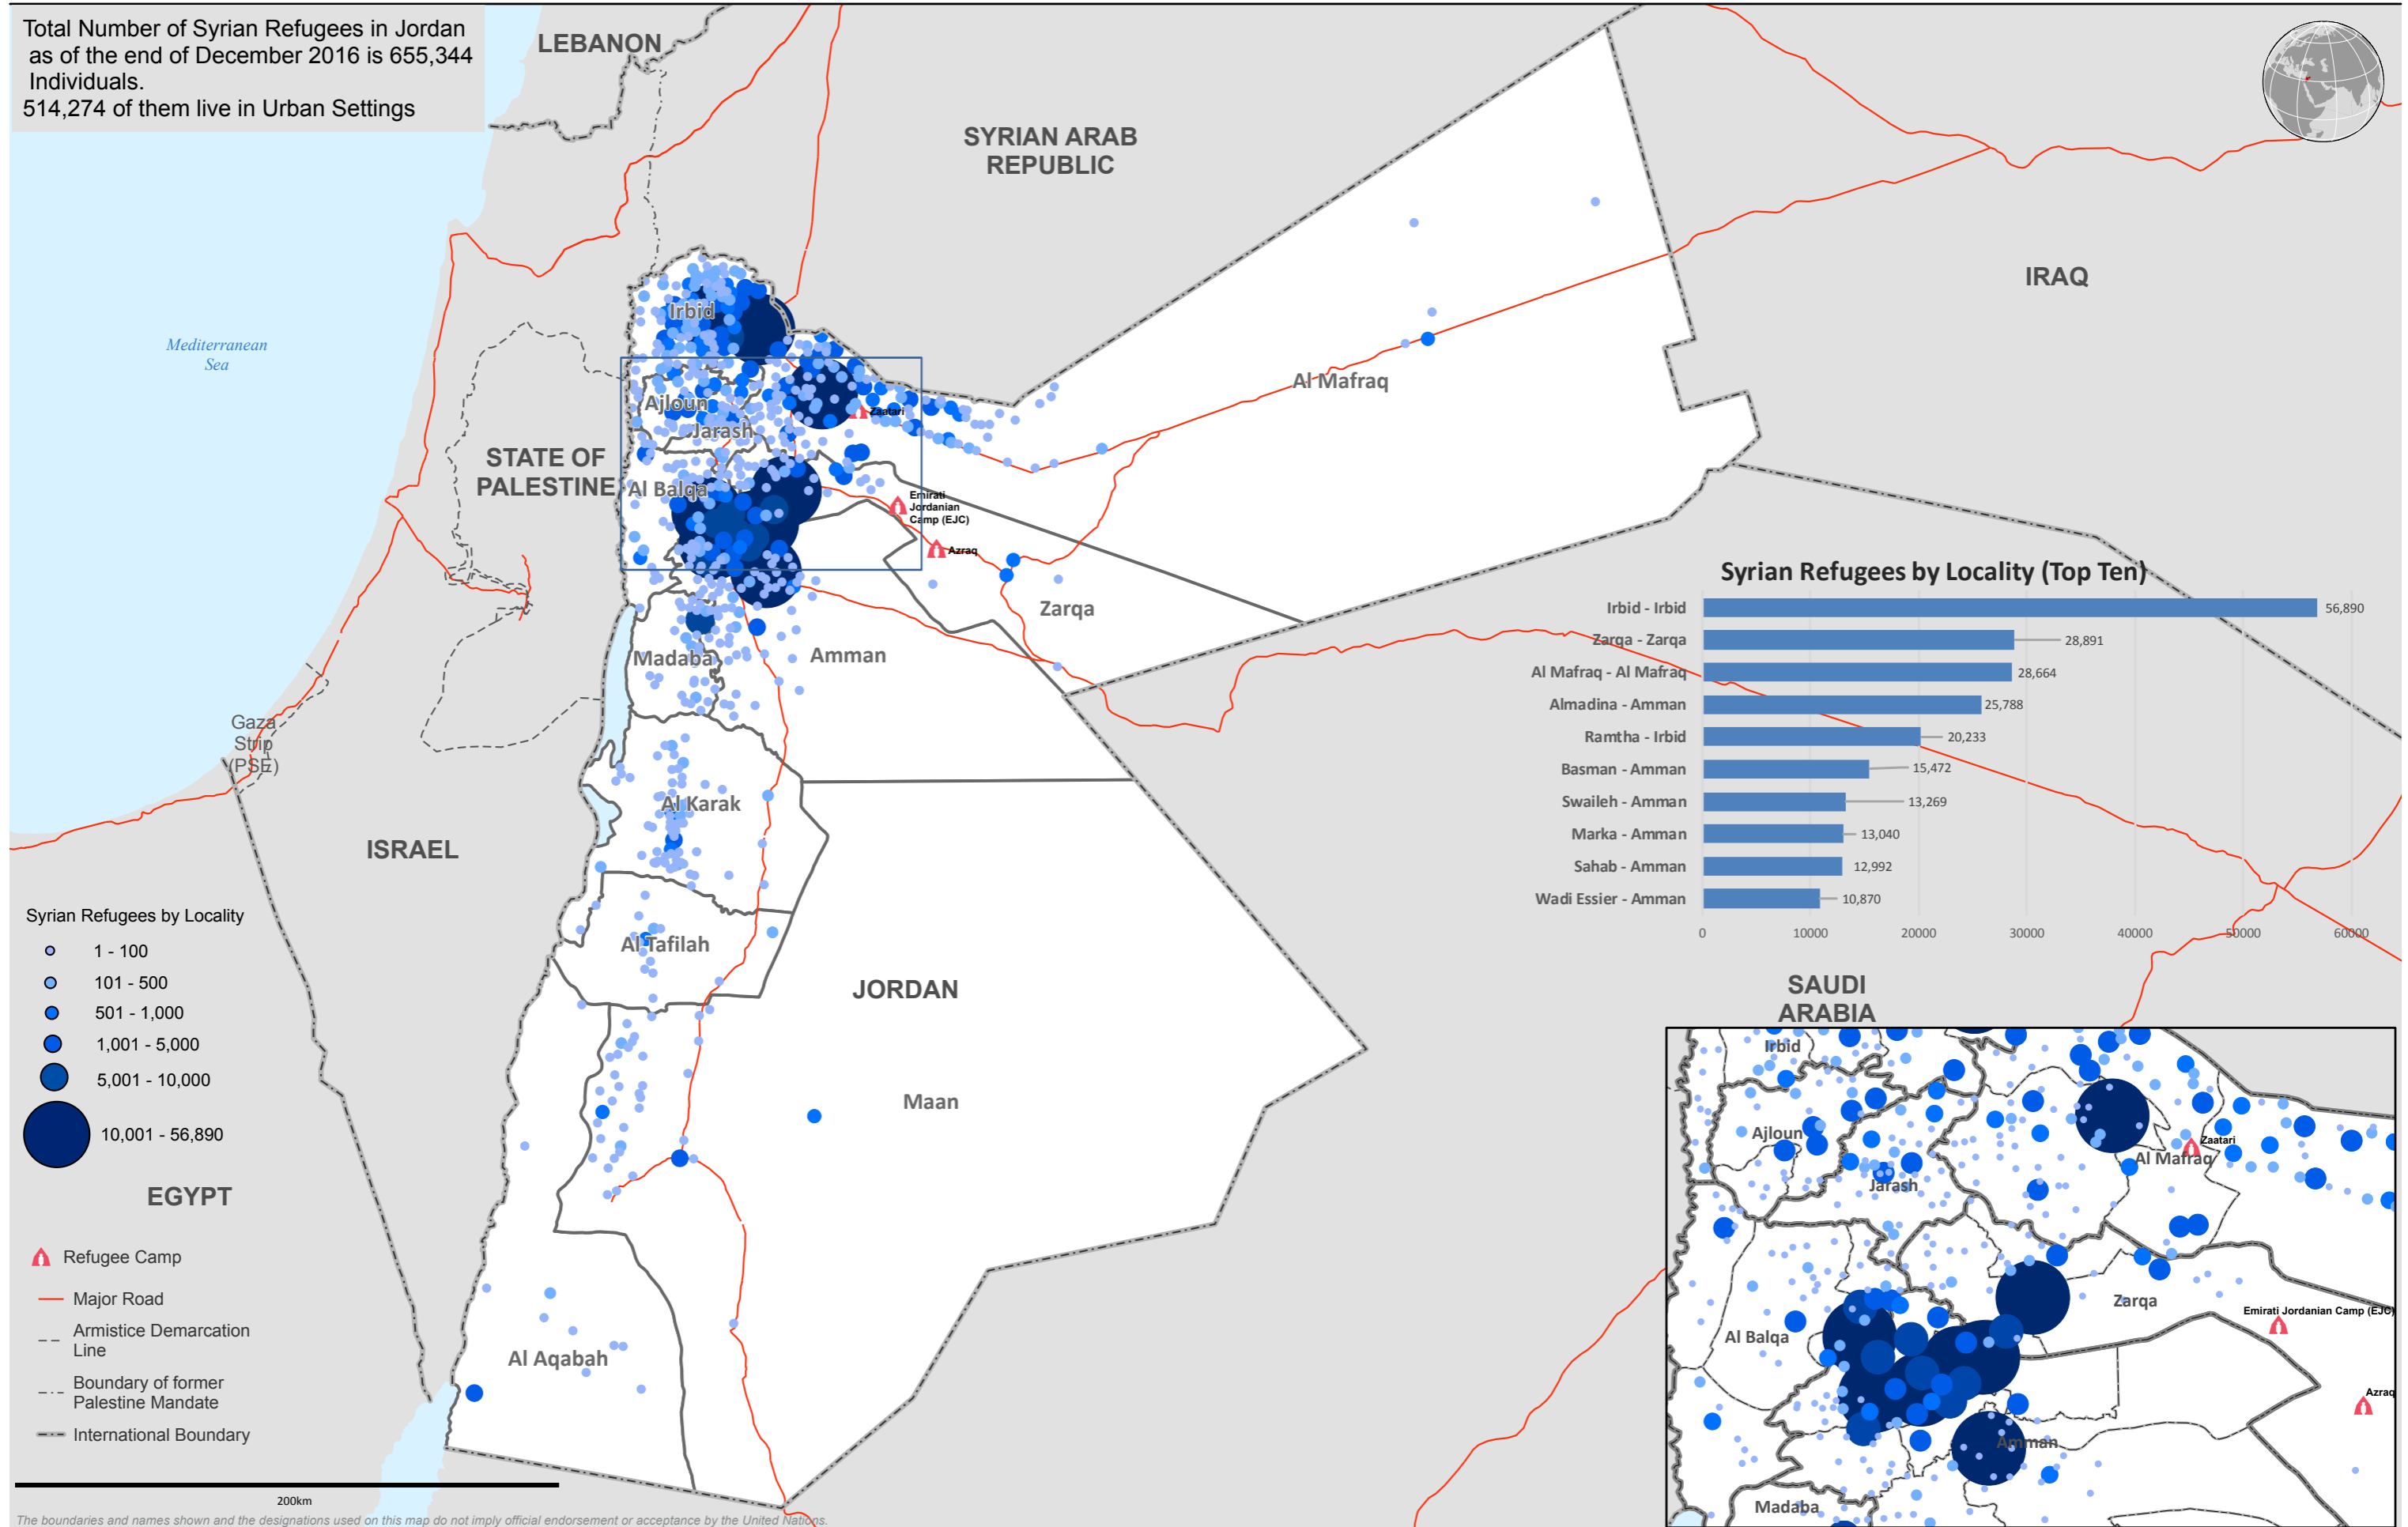 Total Number of Syrian Refugees in Jordan
as of the end of December 2016 is 655,344
Individuals.
514,274 of them live in Urban Settings
LEBANON
SYRIAN ARAB
REPUBLIC
IRAQ
Mediterranean
Sea
Irbid
Ajloun
Jarash
Zaatari
Al Mafraq
STATE OF
PALESTINE
Al Balqa
Emirati
Jordanian
Camp (EJC)
Azraq
Zarqa
Madaba
Amman
Gaza
Strip
(PSE)
ISRAEL
Al Karak
Al Tafilah
JORDAN
Maan
Al Aqabah
EGYPT
SAUDI
ARABIA
Syrian Refugees by Locality (Top Ten)
Irbid - Irbid 56,890
Zarqa - Zarqa 28,891
Al Mafraq - Al Mafraq 28,664
Almadina - Amman 25,788
Ramtha - Irbid 20,233
Basman - Amman 15,472
Swaileh - Amman 13,269
Marka - Amman 13,040
Sahab - Amman 12,992
Wadi Essier - Amman 10,870
0 10000 20000 30000 40000 50000 60000
Syrian Refugees by Locality
1 - 100
101 - 500
501 - 1,000
1,001 - 5,000
5,001 - 10,000
10,001 - 56,890
Refugee Camp
Major Road
Armistice Demarcation
Line
Boundary of former
Palestine Mandate
International Boundary
200km
The boundaries and names shown and the designations used on this map do not imply official endorsement or acceptance by the United Nations.
Irbid
Ajloun
Zaatari
Al Mafraq
Jarash
Zarqa
Emirati Jordanian Camp (EJC)
Al Balqa
Azraq
Amman
Madaba